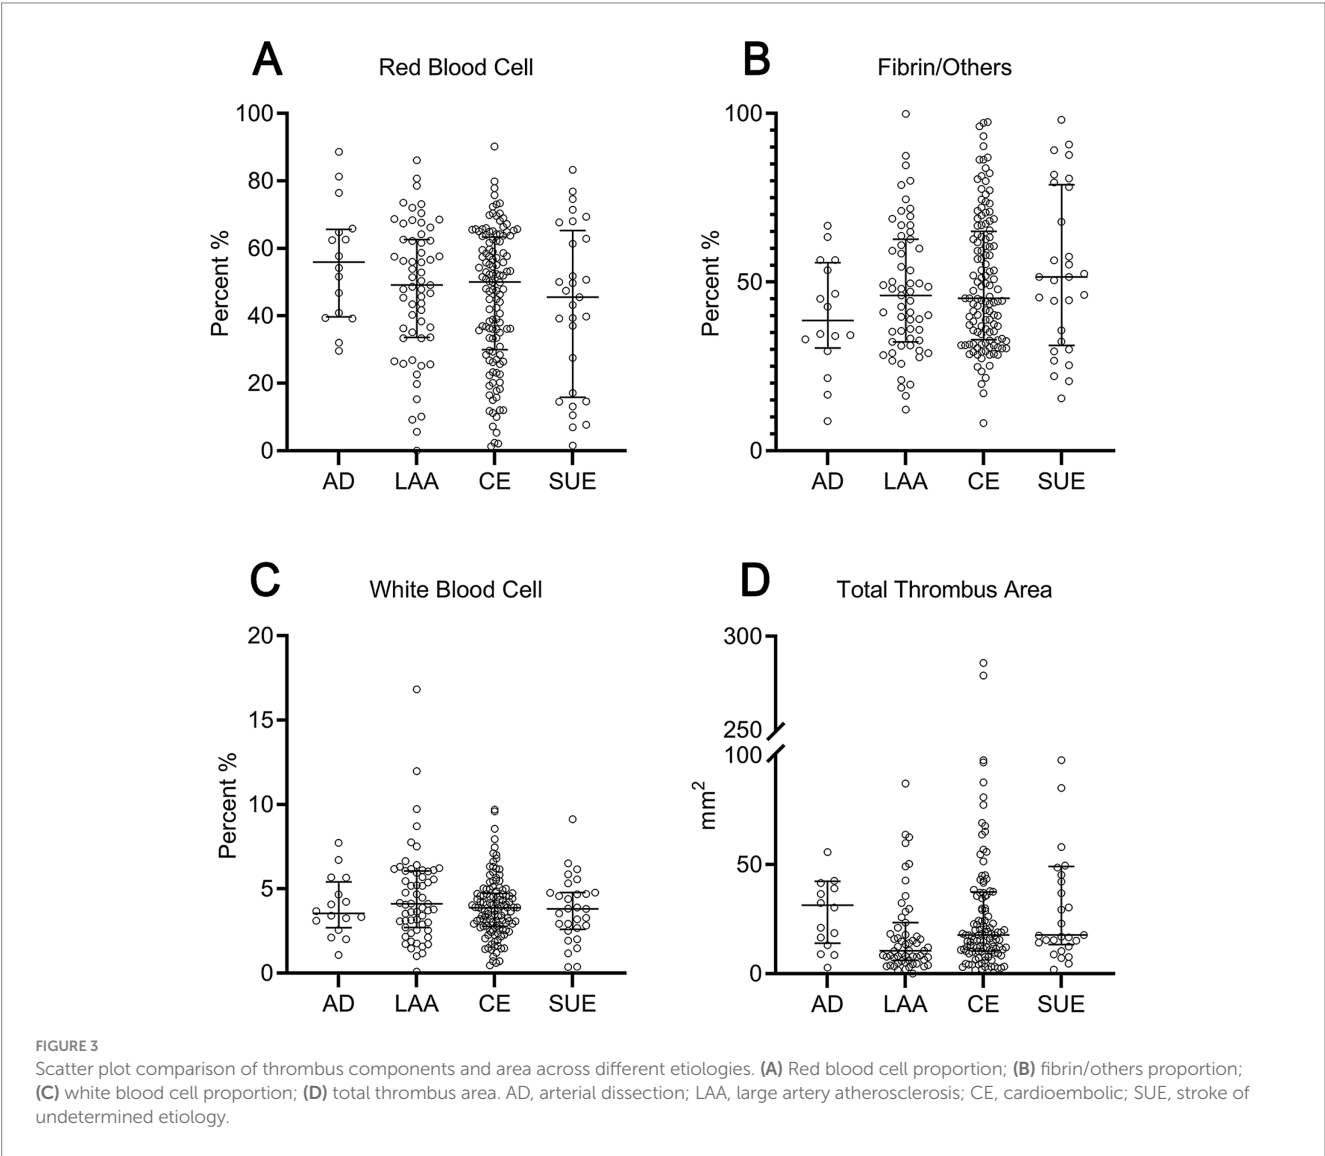 A
Red Blood Cell
100
80
60
40
20
0
Percent %
AD LAA CE SUE
B
Fibrin/Others
100
50
0
Percent %
AD LAA CE SUE
C
White Blood Cell
20
15
10
5
0
Percent %
AD LAA CE SUE
D
Total Thrombus Area
300
250
100
50
0
mm²
AD LAA CE SUE
FIGURE 3
Scatter plot comparison of thrombus components and area across different etiologies. (A) Red blood cell proportion; (B) fibrin/others proportion;
(C) white blood cell proportion; (D) total thrombus area. AD, arterial dissection; LAA, large artery atherosclerosis; CE, cardioembolic; SUE, stroke of
undetermined etiology.